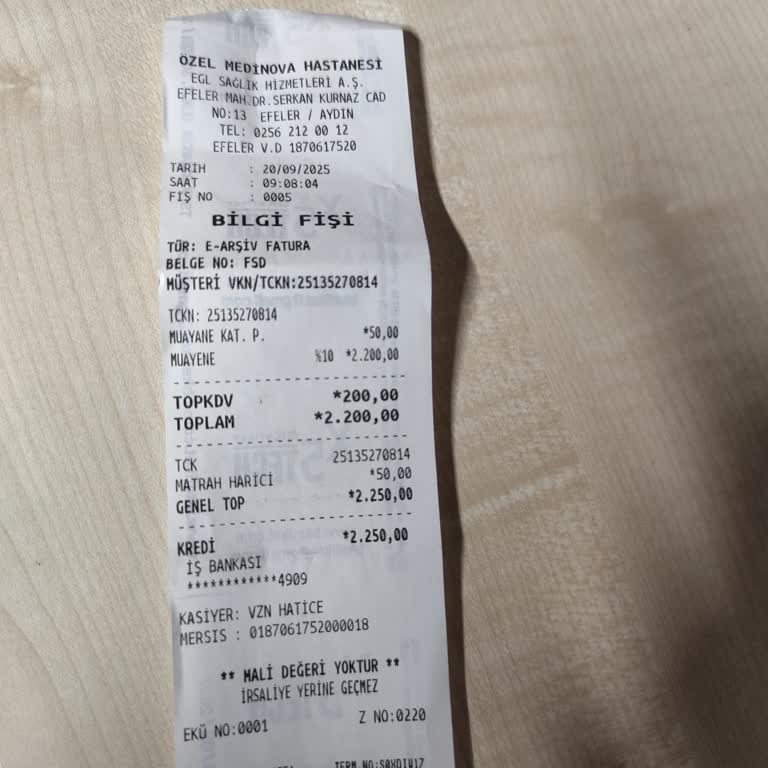 ÖZEL MEDİNOVA HASTANESİ
EGL SAĞLIK HİZMETLERİ A.Ş.
EFELER MAH.DR.SERKAN KURNAZ CAD
NO:13 EFELER / AYDIN
TEL: 0256 212 00 12
EFELER V.D 1870617520
TARİH : 20/09/2025
SAAT : 09:08:04
FİŞ NO : 0005
BİLGİ FİŞİ
TÜR: E-ARŞİV FATURA
BELGE NO: FSD
MÜŞTERİ VKN/TCKN:25135270814
TCKN: 25135270814
MUAYANE KAT. P. *50,00
MUAYENE %10 *2.200,00
TOPKDV *200,00
TOPLAM *2.200,00
TCK 25135270814
MATRAH HARİCİ *50,00
GENEL TOP *2.250,00
KREDİ *2.250,00
İŞ BANKASI
************4909
KASİYER: VZN HATİCE
MERSIS : 0187061752000018
** MALİ DEĞERİ YOKTUR **
İRSALİYE YERİNE GEÇMEZ
EKÜ NO:0001 Z NO:0220
TERM.NO: